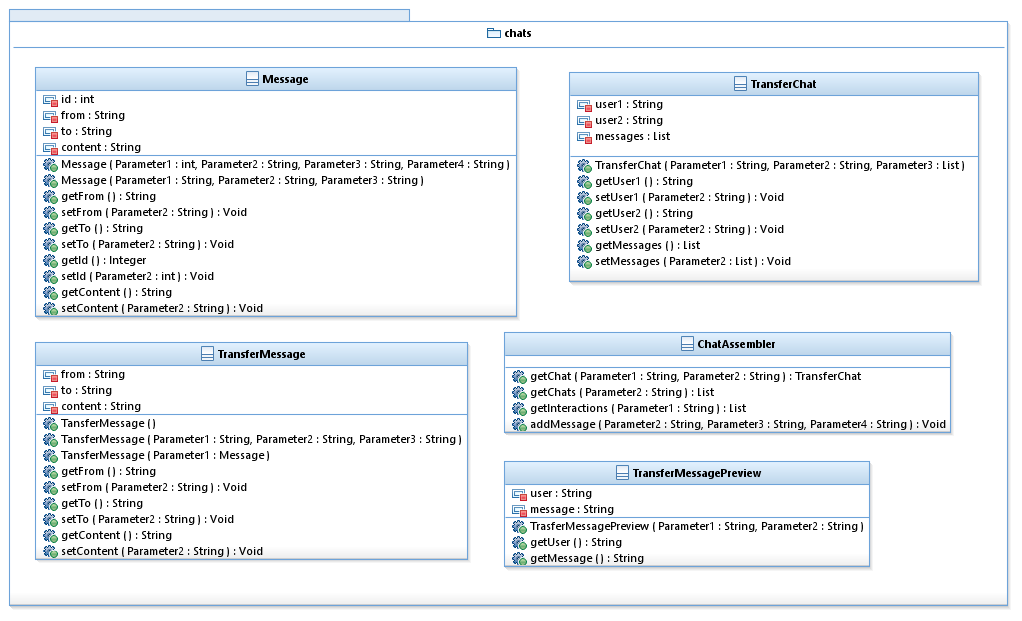 chats
Message
id : int
from : String
to : String
content : String
Message ( Parameter1 : int, Parameter2 : String, Parameter3 : String, Parameter4 : String )
Message ( Parameter1 : String, Parameter2 : String, Parameter3 : String )
getFrom ( ) : String
setFrom ( Parameter2 : String ) : Void
getTo ( ) : String
setTo ( Parameter2 : String ) : Void
getId ( ) : Integer
setId ( Parameter2 : int ) : Void
getContent ( ) : String
setContent ( Parameter2 : String ) : Void
TransferChat
user1 : String
user2 : String
messages : List
TransferChat ( Parameter1 : String, Parameter2 : String, Parameter3 : List )
getUser1 ( ) : String
setUser1 ( Parameter2 : String ) : Void
getUser2 ( ) : String
setUser2 ( Parameter2 : String ) : Void
getMessages ( ) : List
setMessages ( Parameter2 : List ) : Void
TransferMessage
from : String
to : String
content : String
TansferMessage ( )
TansferMessage ( Parameter1 : String, Parameter2 : String, Parameter3 : String )
TansferMessage ( Parameter1 : Message )
getFrom ( ) : String
setFrom ( Parameter2 : String ) : Void
getTo ( ) : String
setTo ( Parameter2 : String ) : Void
getContent ( ) : String
setContent ( Parameter2 : String ) : Void
ChatAssembler
getChat ( Parameter1 : String, Parameter2 : String ) : TransferChat
getChats ( Parameter2 : String ) : List
getInteractions ( Parameter1 : String ) : List
addMessage ( Parameter2 : String, Parameter3 : String, Parameter4 : String ) : Void
TransferMessagePreview
user : String
message : String
TrasferMessagePreview ( Parameter1 : String, Parameter2 : String )
getUser ( ) : String
getMessage ( ) : String